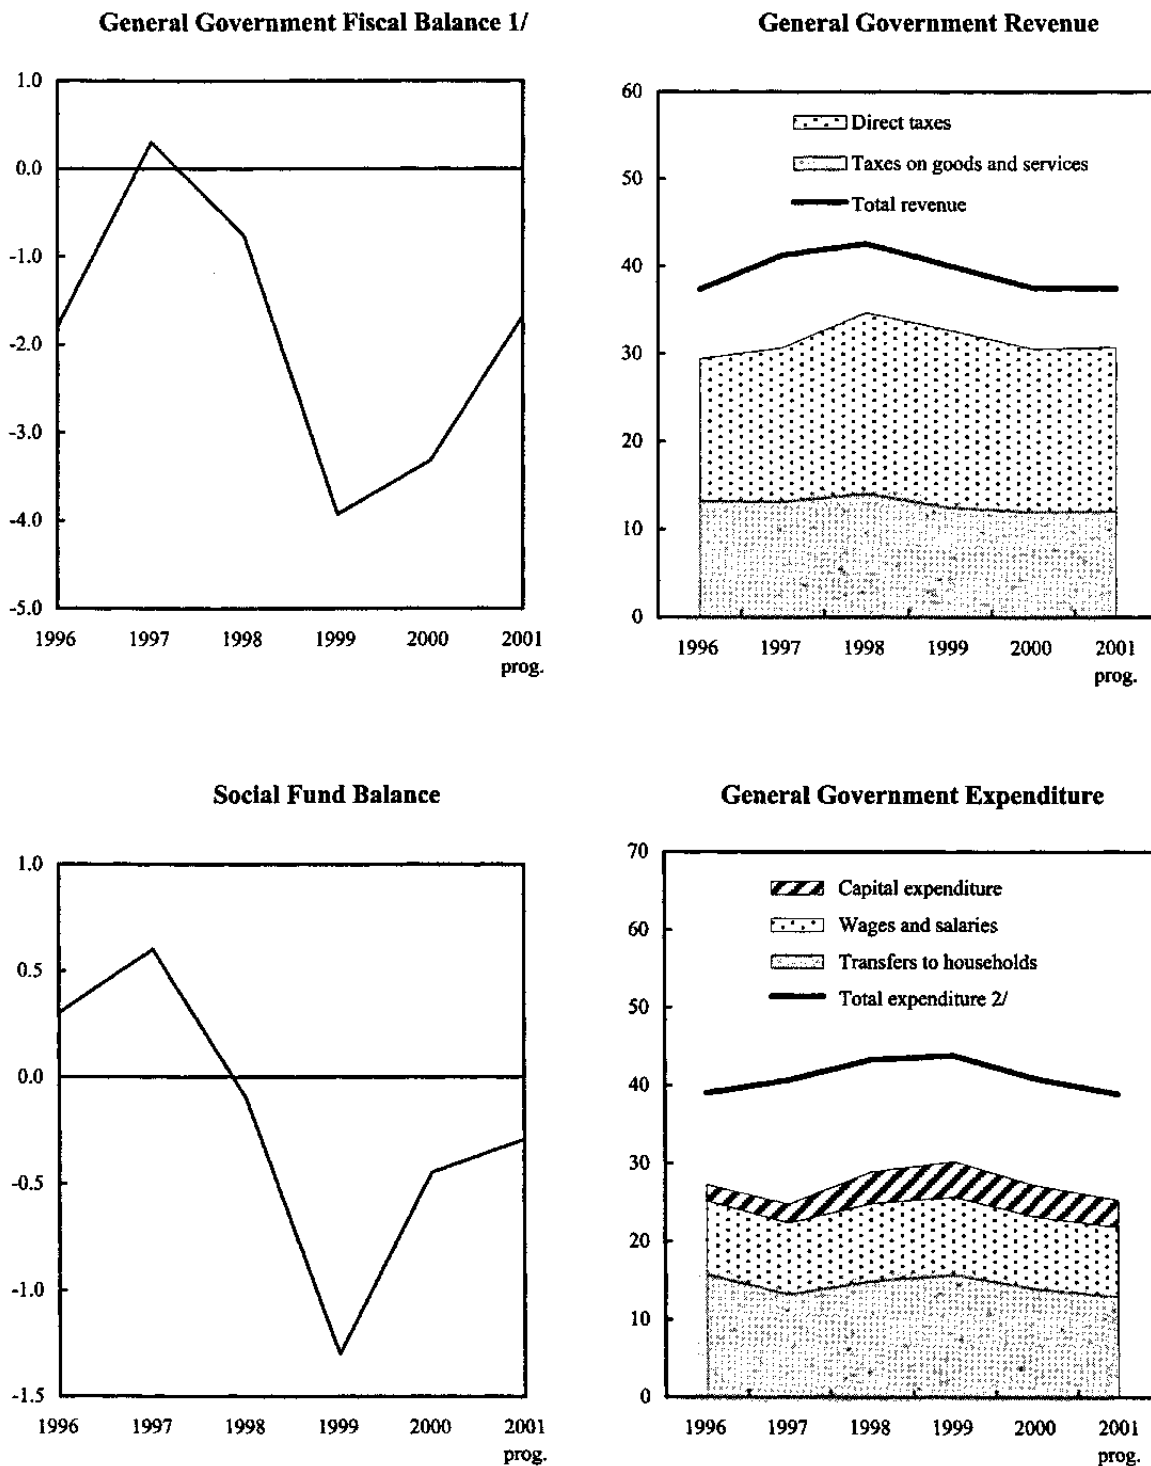 General Government Fiscal Balance 1/
1.0
0.0
-1.0
-2.0
-3.0
-4.0
-5.0
1996 1997 1998 1999 2000 2001
prog.
General Government Revenue
60
50
40
30
20
10
0
Direct taxes
Taxes on goods and services
Total revenue
1996 1997 1998 1999 2000 2001
prog.
Social Fund Balance
1.0
0.5
0.0
-0.5
-1.0
-1.5
1996 1997 1998 1999 2000 2001
prog.
General Government Expenditure
70
60
50
40
30
20
10
0
Capital expenditure
Wages and salaries
Transfers to households
Total expenditure 2/
1996 1997 1998 1999 2000 2001
prog.